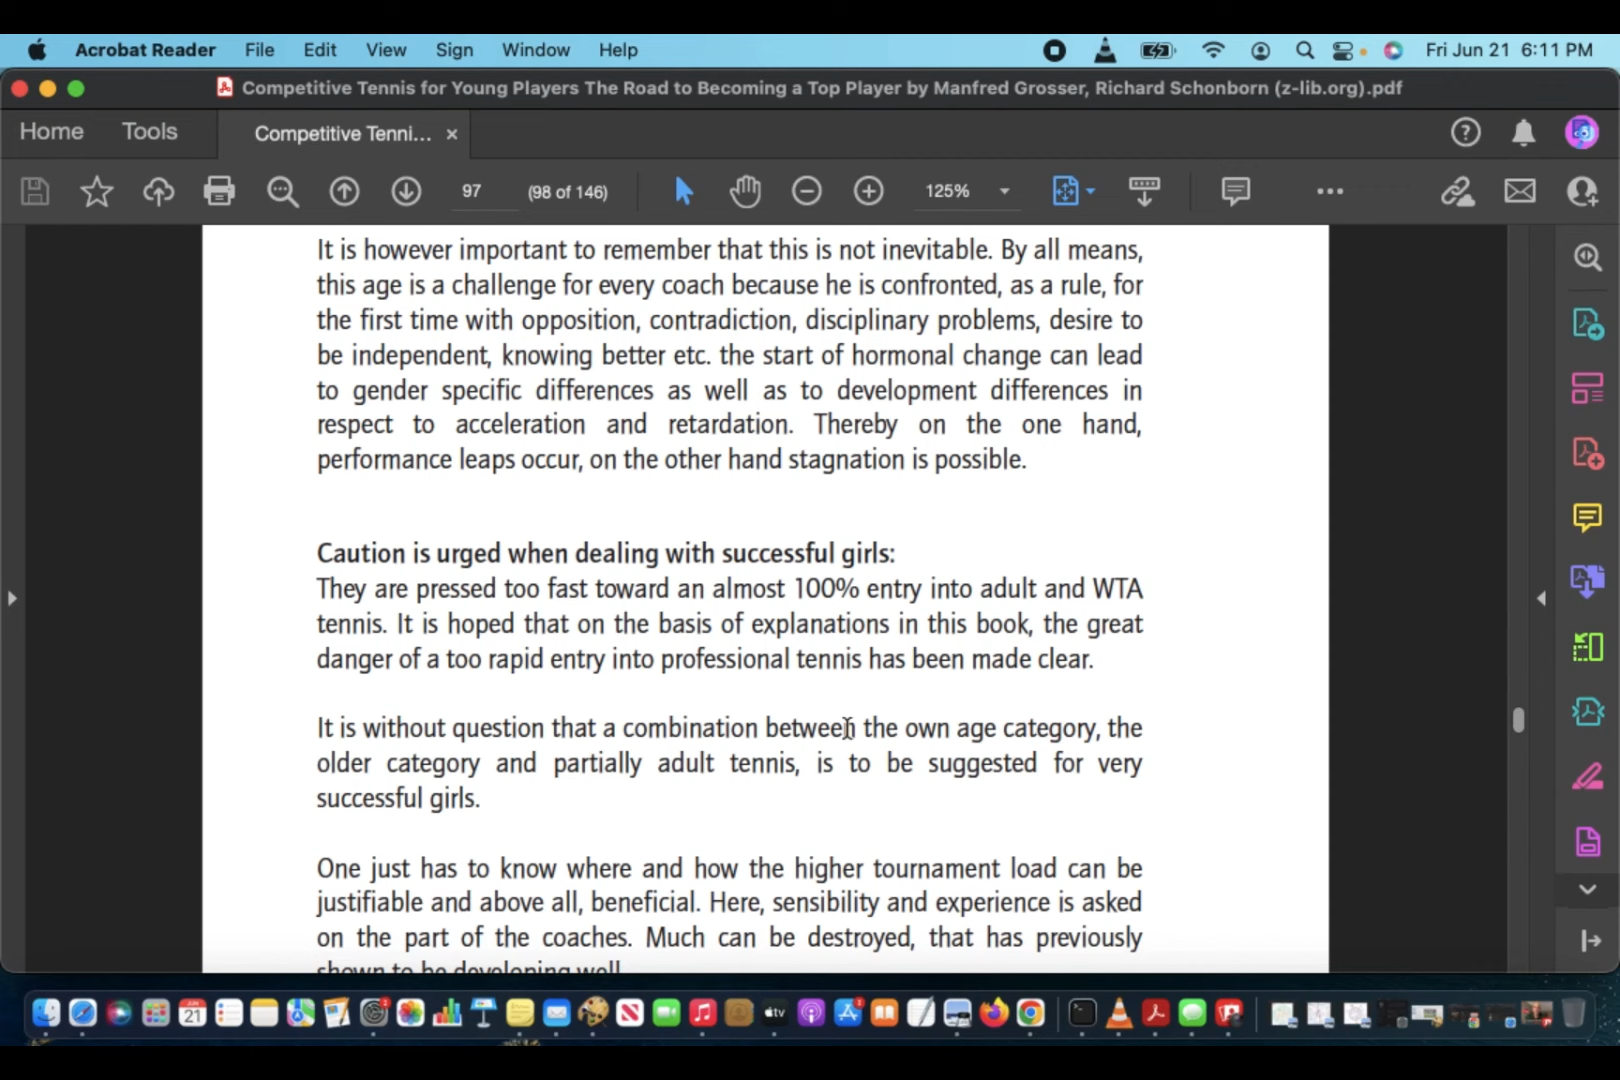 Acrobat Reader File Edit View Sign Window Help Fri Jun 21 6:11 PM
Competitive Tennis for Young Players The Road to Becoming a Top Player by Manfred Grosser, Richard Schonborn (z-lib.org).pdf
Home Tools Competitive Tenni... ×
97 (98 of 146) 125%
It is however important to remember that this is not inevitable. By all means,
this age is a challenge for every coach because he is confronted, as a rule, for
the first time with opposition, contradiction, disciplinary problems, desire to
be independent, knowing better etc. the start of hormonal change can lead
to gender specific differences as well as to development differences in
respect to acceleration and retardation. Thereby on the one hand,
performance leaps occur, on the other hand stagnation is possible.
Caution is urged when dealing with successful girls:
They are pressed too fast toward an almost 100% entry into adult and WTA
tennis. It is hoped that on the basis of explanations in this book, the great
danger of a too rapid entry into professional tennis has been made clear.
It is without question that a combination between the own age category, the
older category and partially adult tennis, is to be suggested for very
successful girls.
One just has to know where and how the higher tournament load can be
justifiable and above all, beneficial. Here, sensibility and experience is asked
on the part of the coaches. Much can be destroyed, that has previously
shown to be developing well.
JUN
21
tv